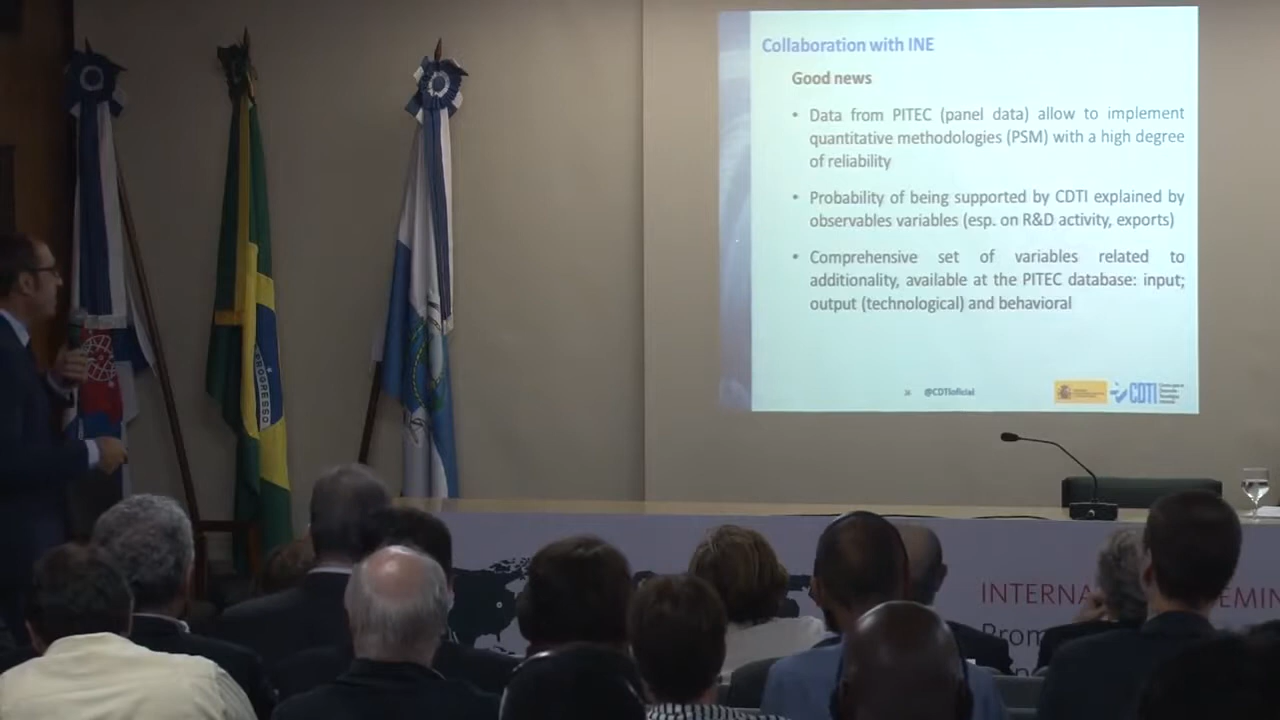 Collaboration with INE
Good news
• Data from PITEC (panel data) allow to implement
quantitative methodologies (PSM) with a high degree
of reliability
• Probability of being supported by CDTI explained by
observables variables (esp. on R&D activity, exports)
• Comprehensive set of variables related to
additionality, available at the PITEC database: input;
output (technological) and behavioral
@CDTIoficial
CDTI
PROGRESSO
INTERNA
EMIN
Prom